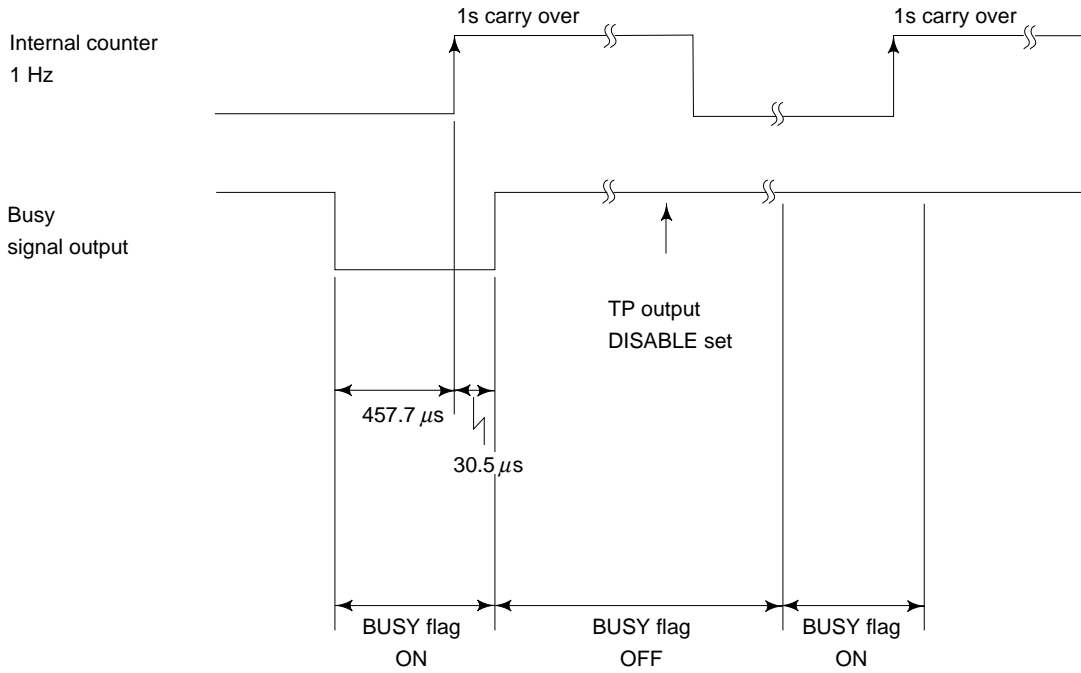 1s carry over
1s carry over
Internal counter
1 Hz
Busy
signal output
TP output
DISABLE set
457.7 μs
30.5 μs
BUSY flag
ON
BUSY flag
OFF
BUSY flag
ON